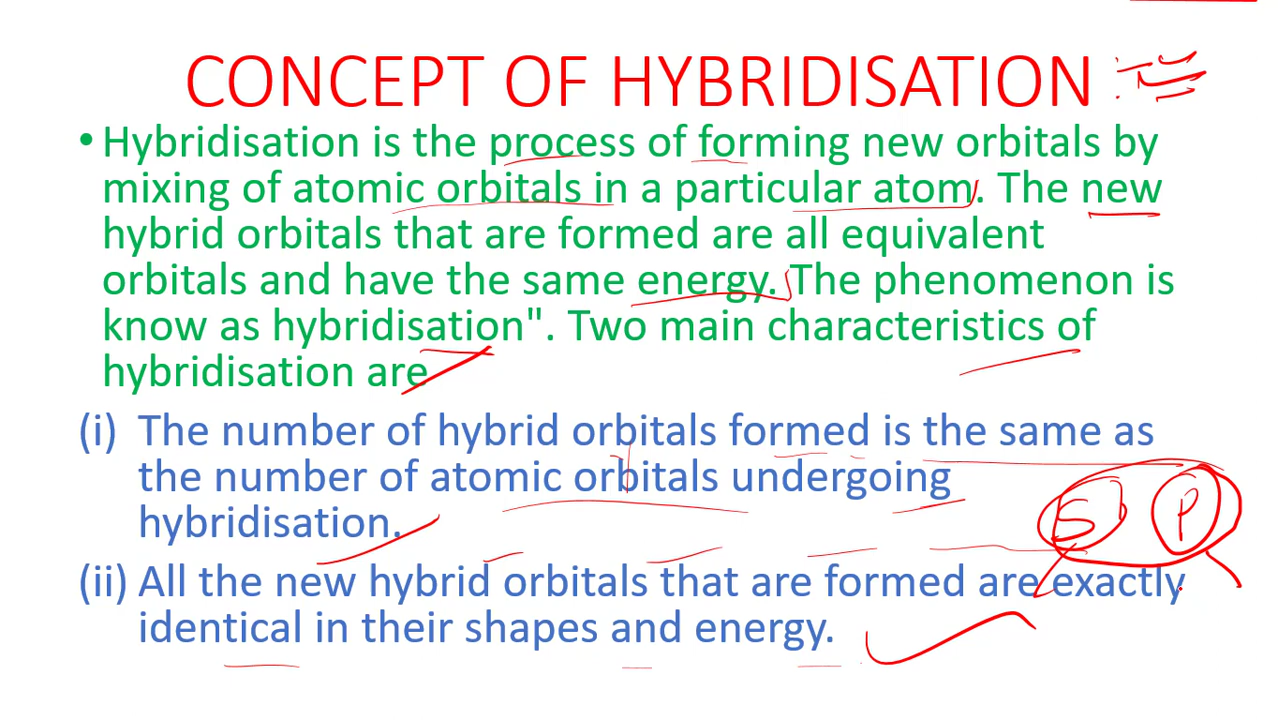 CONCEPT OF HYBRIDISATION
• Hybridisation is the process of forming new orbitals by
mixing of atomic orbitals in a particular atom. The new
hybrid orbitals that are formed are all equivalent
orbitals and have the same energy. The phenomenon is
know as hybridisation". Two main characteristics of
hybridisation are
(i) The number of hybrid orbitals formed is the same as
the number of atomic orbitals undergoing
hybridisation.
S P
(ii) All the new hybrid orbitals that are formed are exactly
identical in their shapes and energy.